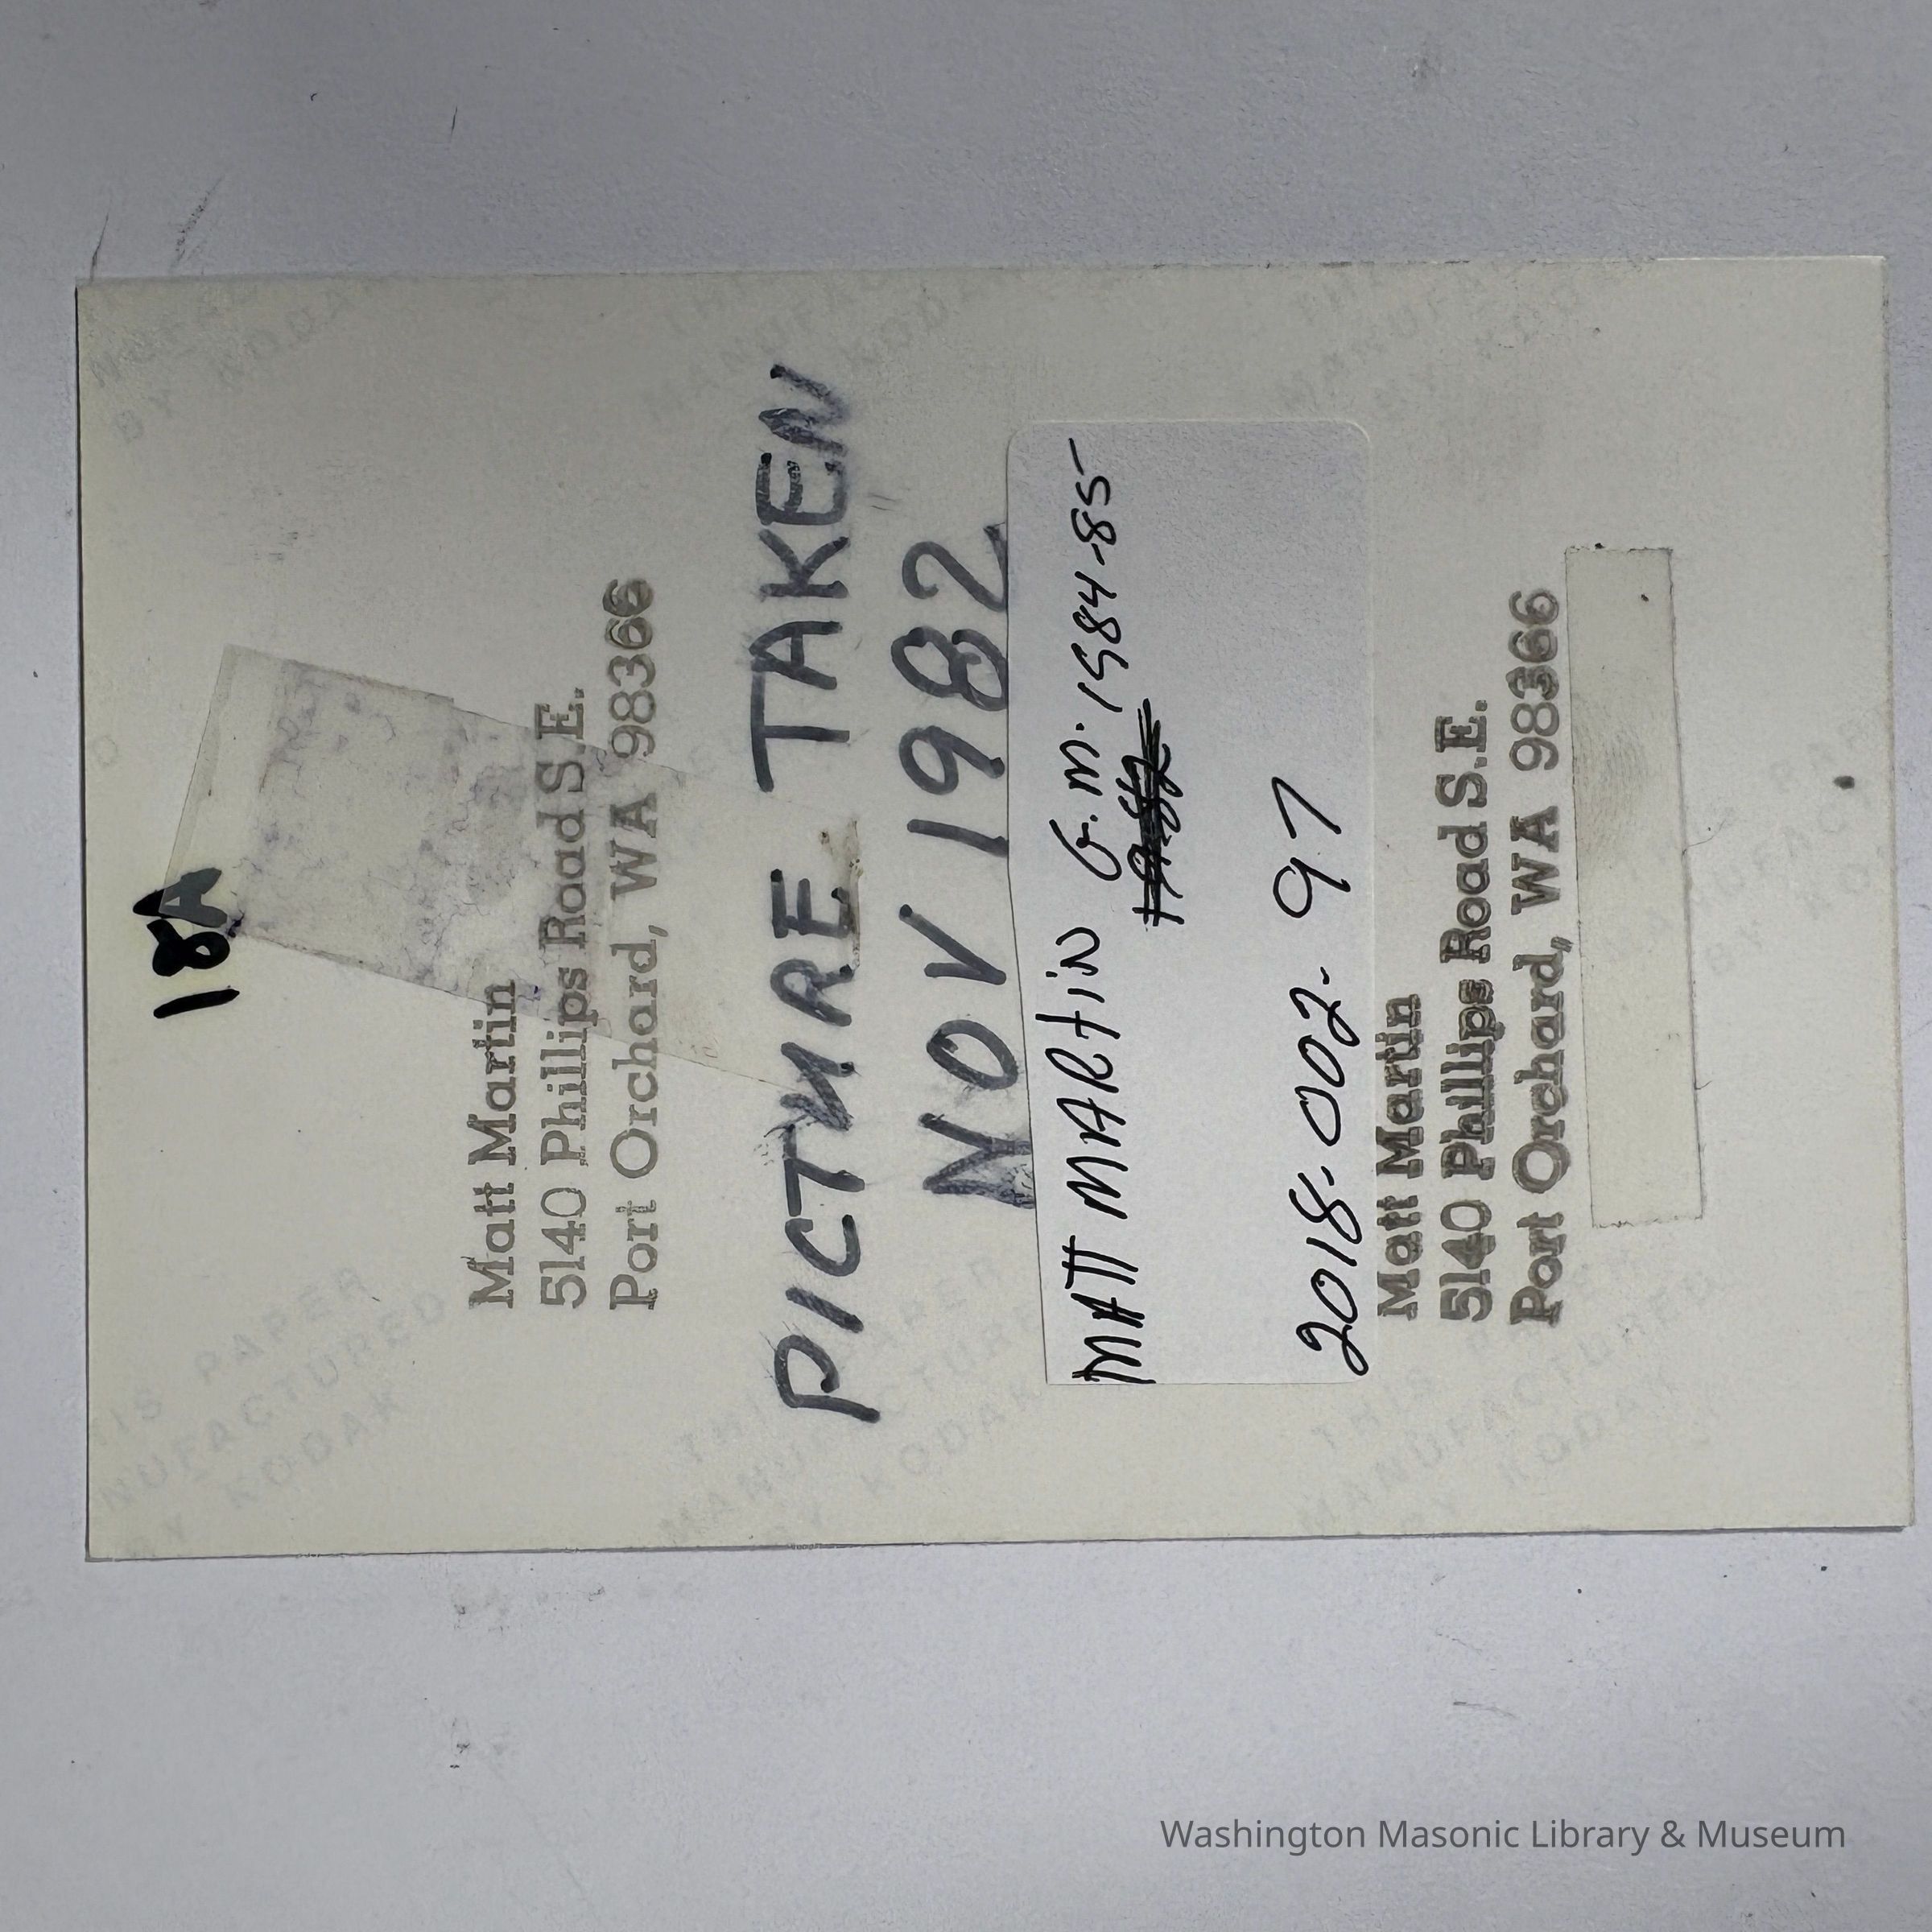 18A
Matt Martin
5140 Phillips Road S.E.
Port Orchard, WA 98366
PICTURE TAKEN
NOV 1982
MATT MARTIN G.M. 1984-85
2018-002-97
Matt Martin
5140 Phillips Road S.E.
Port Orchard, WA 98366
THIS PAPER
MANUFACTURED
BY KODAK
Washington Masonic Library & Museum